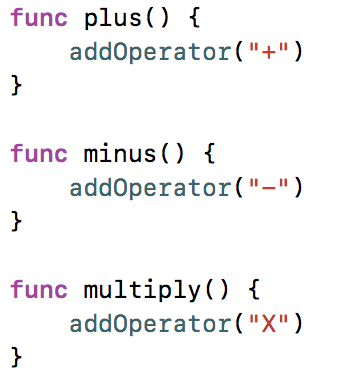 func plus() {
    addOperator("+")
}

func minus() {
    addOperator("−")
}

func multiply() {
    addOperator("X")
}